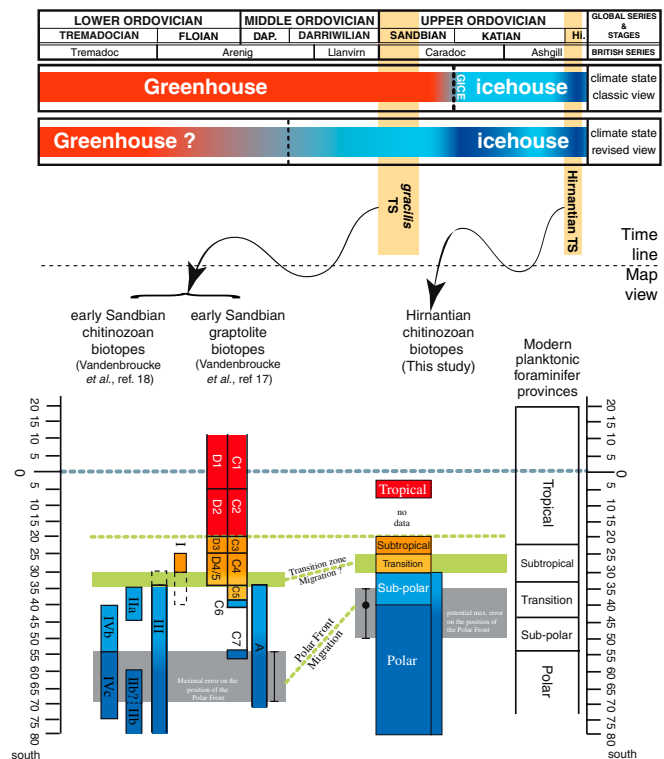 LOWER ORDOVICIAN MIDDLE ORDOVICIAN UPPER ORDOVICIAN GLOBAL SERIES & STAGES
TREMADOCIAN FLOIAN DAP. DARRIWILIAN SANDBIAN KATIAN Hi.
Tremadoc Arenig Llanvirn Caradoc Ashgill BRITISH SERIES
Greenhouse GICE icehouse climate state classic view
Greenhouse ? icehouse climate state revised view
gracilis TS
Hirnantian TS
Time line
Map view
early Sandbian
chitinozoan
biotopes
(Vandenbroucke
et al., ref. 18)
early Sandbian
graptolite
biotopes
(Vandenbroucke
et al., ref 17)
Hirnantian
chitinozoan
biotopes
(This study)
Modern
planktonic
foraminifer
provinces
20
15
10
5
0
5
10
15
20
25
30
35
40
45
50
55
60
65
70
75
80
south
IVb
IVc
IIa
IIb?
IIb
III
I
D1
D2
D3
D4/5
C1
C2
C3
C4
C5
C6
C7
A
Maximal error on the
position of the
Polar Front
Transition zone
Migration ?
Polar Front
Migration
Tropical
no
data
Subtropical
Transition
Sub-polar
Polar
potential max. error
on the position of
the Polar Front
Tropical
Subtropical
Transition
Sub-polar
Polar
20
15
10
5
0
5
10
15
20
25
30
35
40
45
50
55
60
65
70
75
80
south